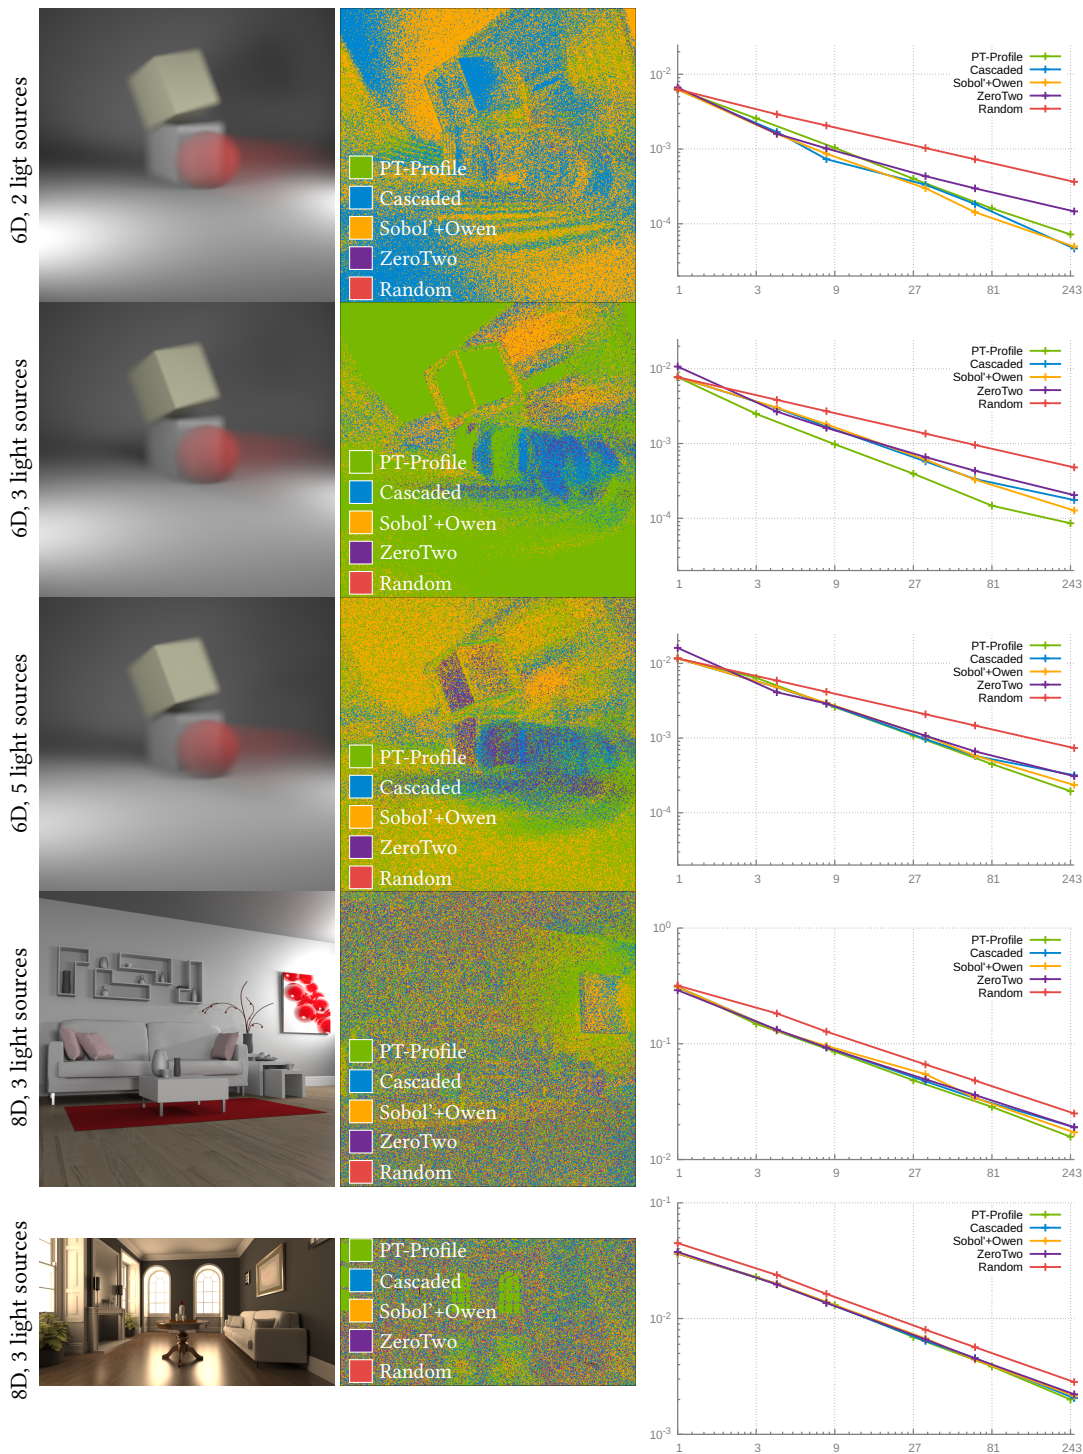 6D, 2 ligt sources
PT-Profile
Cascaded
Sobol'+Owen
ZeroTwo
Random
PT-Profile
Cascaded
Sobol'+Owen
ZeroTwo
Random
10-2
10-3
10-4
1 3 9 27 81 243
6D, 3 light sources
PT-Profile
Cascaded
Sobol'+Owen
ZeroTwo
Random
PT-Profile
Cascaded
Sobol'+Owen
ZeroTwo
Random
10-2
10-3
10-4
1 3 9 27 81 243
6D, 5 light sources
PT-Profile
Cascaded
Sobol'+Owen
ZeroTwo
Random
PT-Profile
Cascaded
Sobol'+Owen
ZeroTwo
Random
10-2
10-3
10-4
1 3 9 27 81 243
8D, 3 light sources
PT-Profile
Cascaded
Sobol'+Owen
ZeroTwo
Random
PT-Profile
Cascaded
Sobol'+Owen
ZeroTwo
Random
100
10-1
10-2
1 3 9 27 81 243
8D, 3 light sources
PT-Profile
Cascaded
Sobol'+Owen
ZeroTwo
Random
PT-Profile
Cascaded
Sobol'+Owen
ZeroTwo
Random
10-1
10-2
10-3
1 3 9 27 81 243